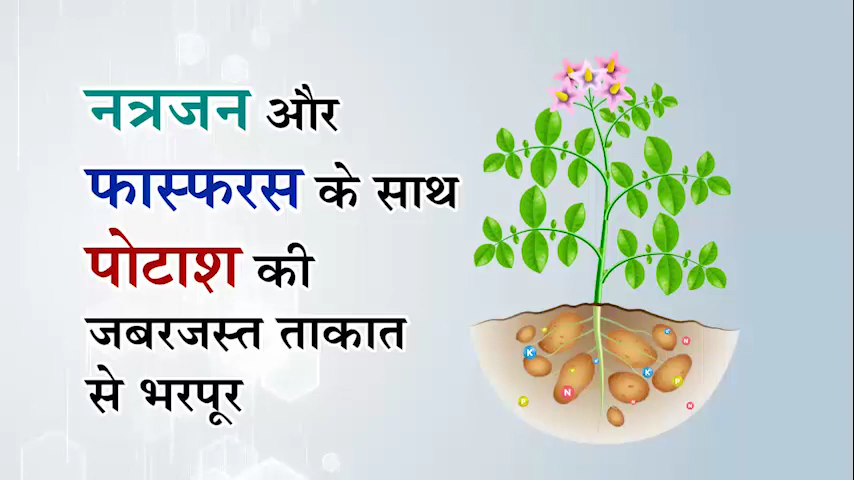 नत्रजन और
फास्फरस के साथ
पोटाश की
जबरजस्त ताकात
से भरपूर
K
K
K
N
N
N
N
P
P